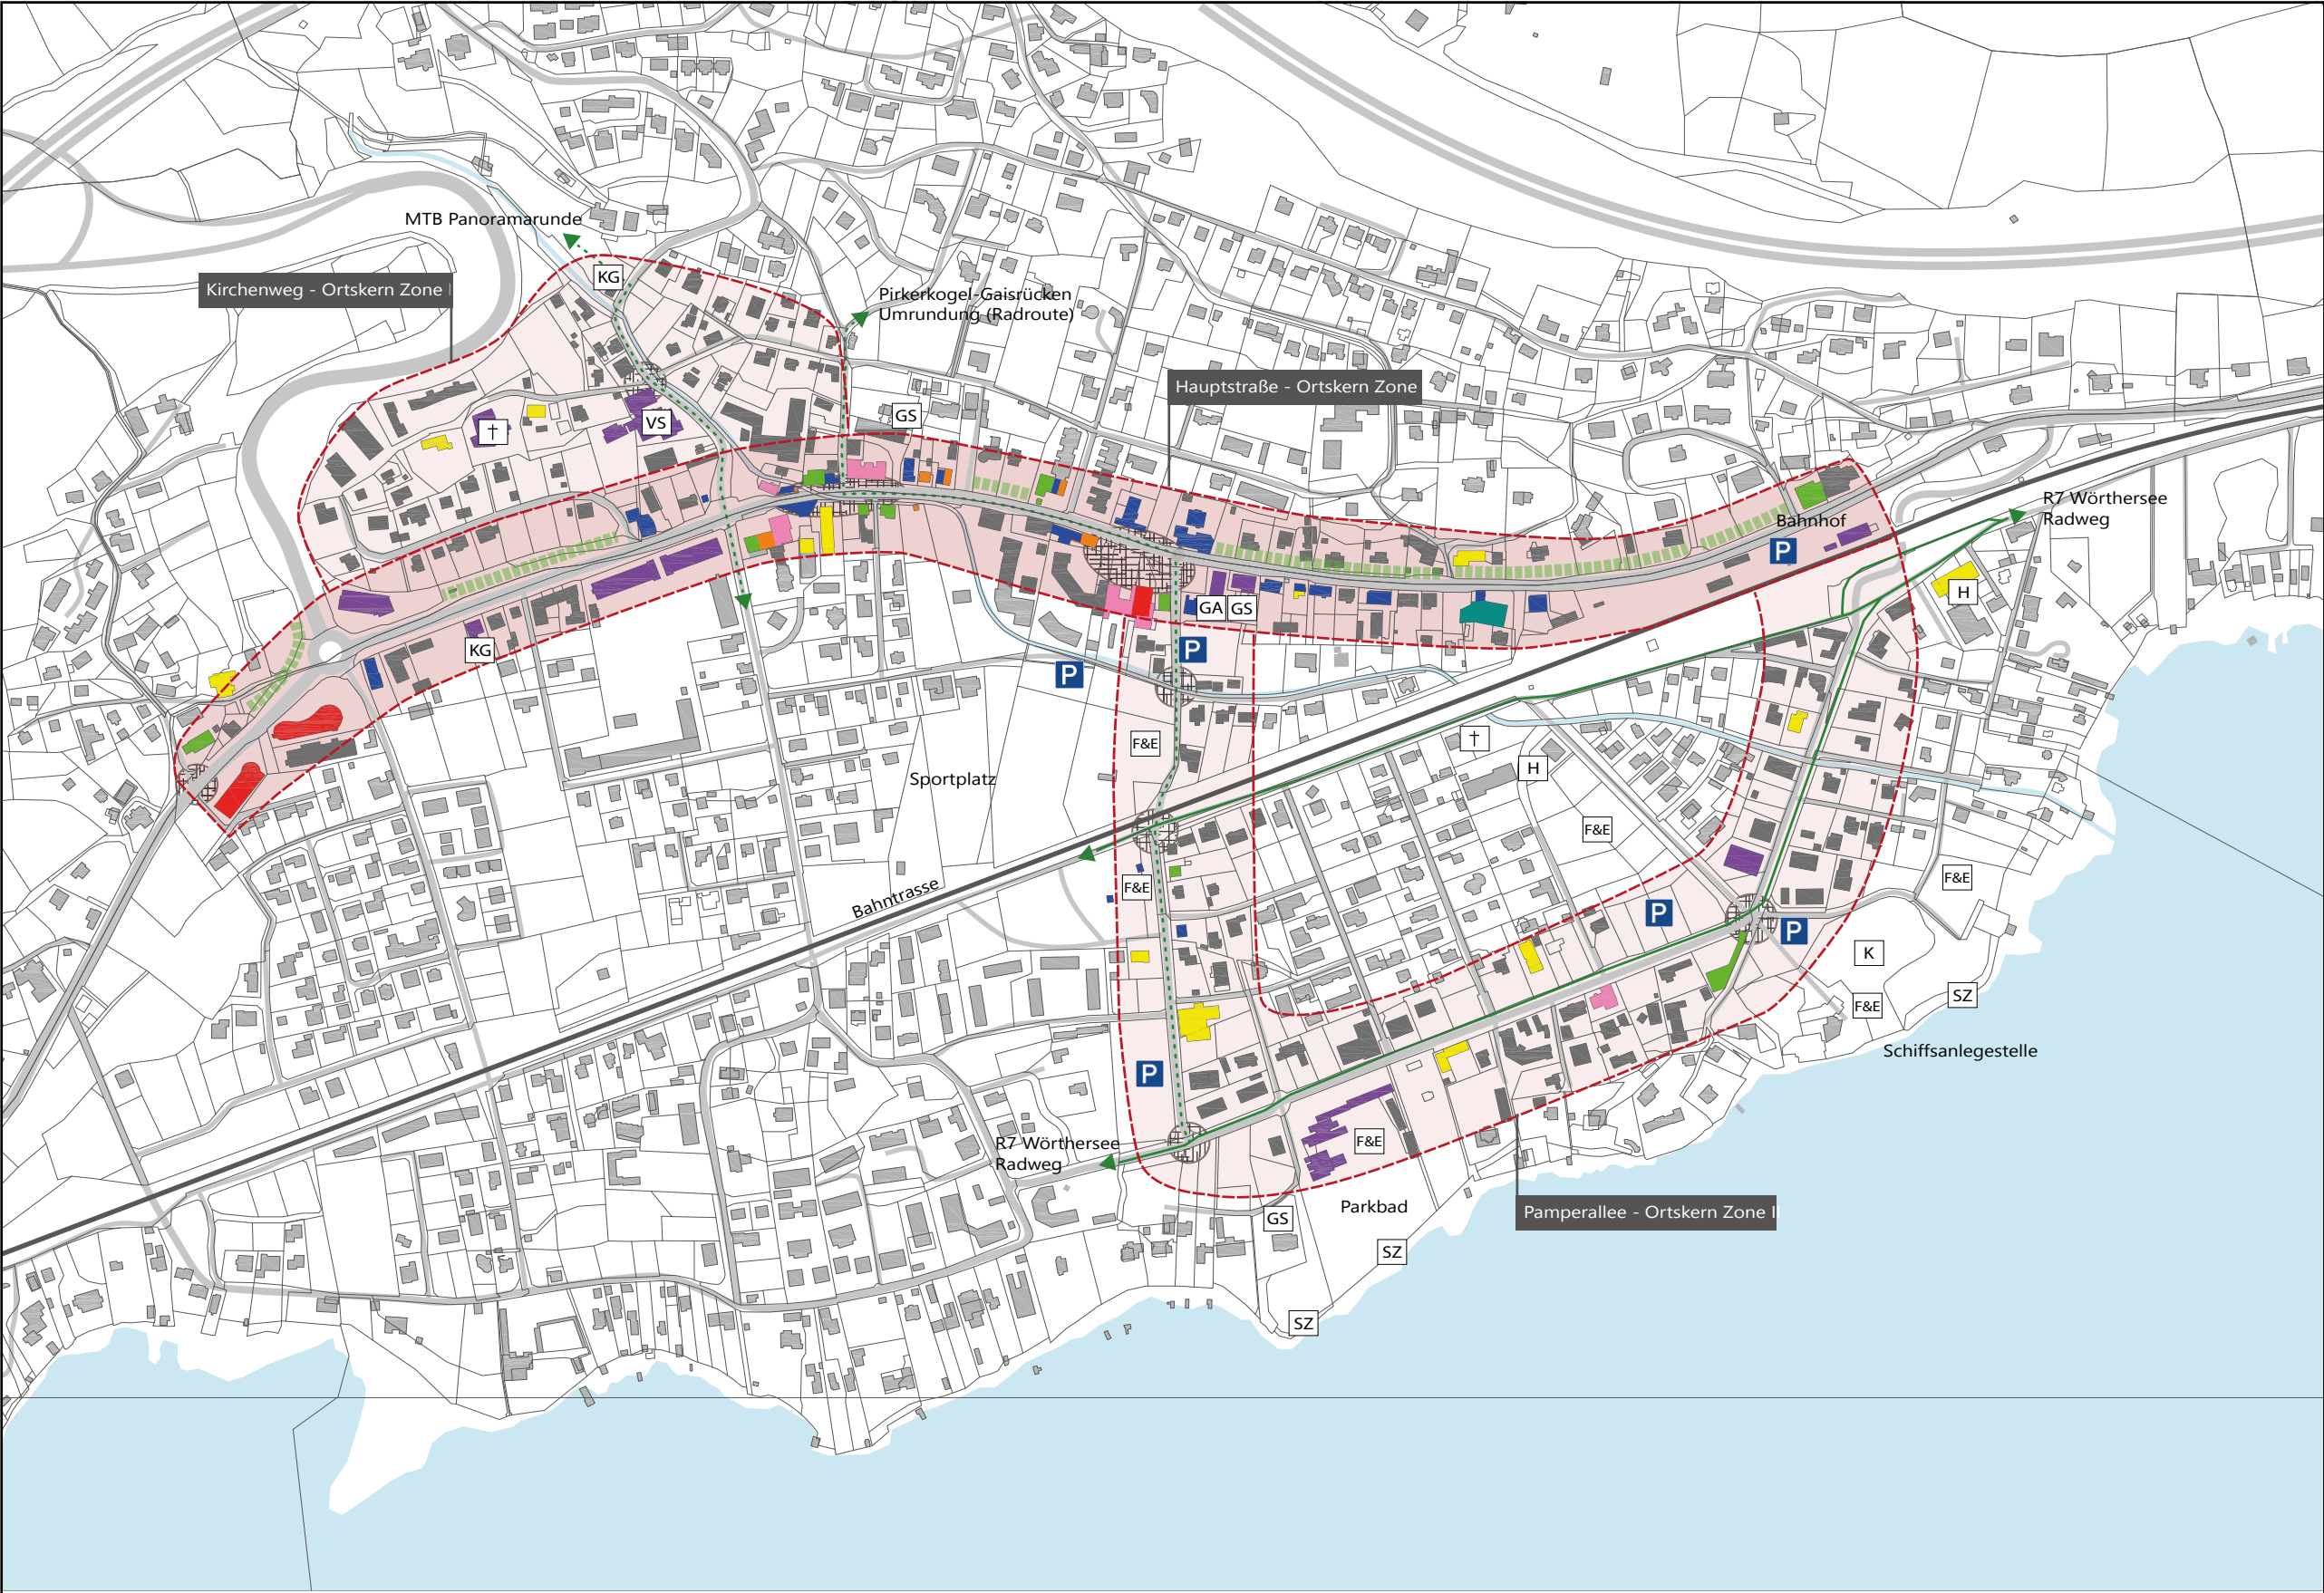 MTB Panoramarunde
KG
Kirchenweg - Ortskern Zone
Pirkerkogel-Gaisrücken
Umrundung (Radroute)
Hauptstraße - Ortskern Zone
GS
VS
†
R7 Wörthersee
Radweg
Bahnhof
P
H
GA
GS
KG
P
P
F&E
†
H
Sportplatz
F&E
Bahntrasse
F&E
F&E
P
P
K
F&E
SZ
Schiffsanlegestelle
P
R7 Wörthersee
Radweg
F&E
Parkbad
GS
Pamperallee - Ortskern Zone
SZ
SZ